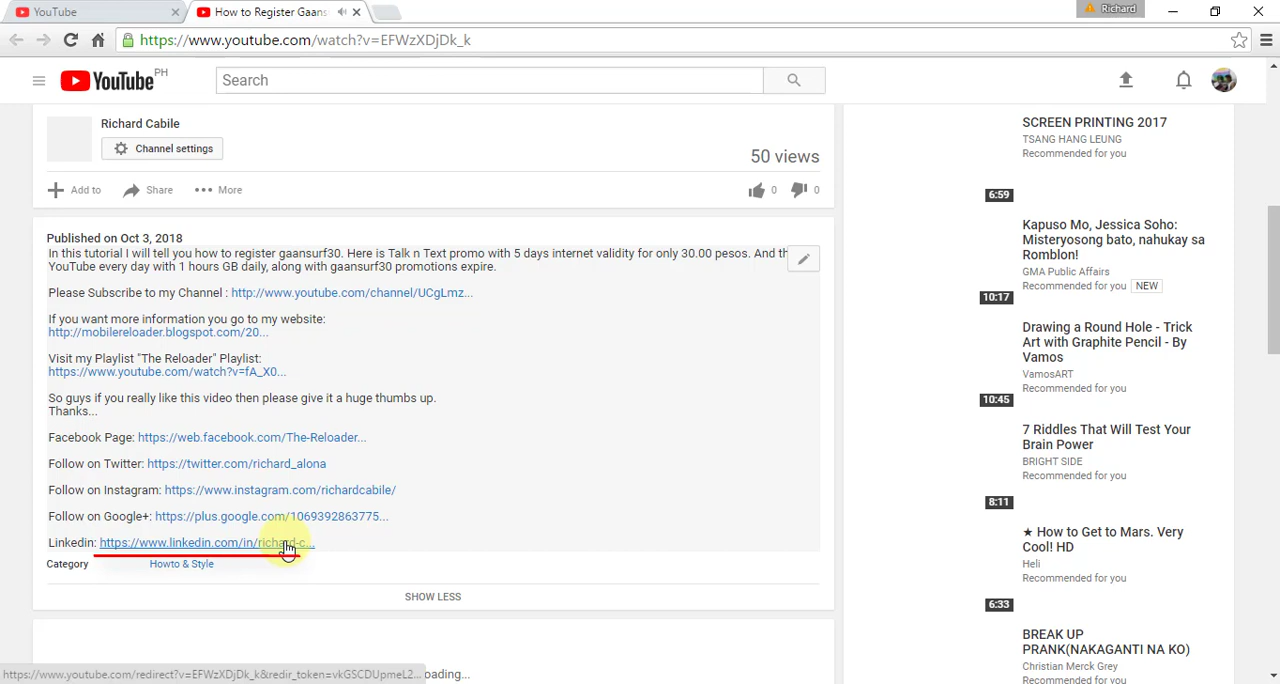 YouTube
How to Register Gaans
Richard
https://www.youtube.com/watch?v=EFWzXDjDk_k
YouTube PH
Search
Richard Cabile
Channel settings
50 views
Add to
Share
More
0
0
Published on Oct 3, 2018
In this tutorial I will tell you how to register gaansurf30. Here is Talk n Text promo with 5 days internet validity for only 30.00 pesos. And th
YouTube every day with 1 hours GB daily, along with gaansurf30 promotions expire.
Please Subscribe to my Channel : http://www.youtube.com/channel/UCgLmz...
If you want more information you go to my website:
http://mobilereloader.blogspot.com/20...
Visit my Playlist "The Reloader" Playlist:
https://www.youtube.com/watch?v=fA_X0...
So guys if you really like this video then please give it a huge thumbs up.
Thanks...
Facebook Page: https://web.facebook.com/The-Reloader...
Follow on Twitter: https://twitter.com/richard_alona
Follow on Instagram: https://www.instagram.com/richardcabile/
Follow on Google+: https://plus.google.com/1069392863775...
Linkedin: https://www.linkedin.com/in/richard-c...
Category
Howto & Style
SHOW LESS
oading...
https://www.youtube.com/redirect?v=EFWzXDjDk_k&redir_token=vkGSCDUpmeL2...
SCREEN PRINTING 2017
TSANG HANG LEUNG
Recommended for you
6:59
Kapuso Mo, Jessica Soho:
Misteryosong bato, nahukay sa
Romblon!
GMA Public Affairs
Recommended for you NEW
10:17
Drawing a Round Hole - Trick
Art with Graphite Pencil - By
Vamos
VamosART
Recommended for you
10:45
7 Riddles That Will Test Your
Brain Power
BRIGHT SIDE
Recommended for you
8:11
★ How to Get to Mars. Very
Cool! HD
Heli
Recommended for you
6:33
BREAK UP
PRANK(NAKAGANTI NA KO)
Christian Merck Grey
Recommended for you